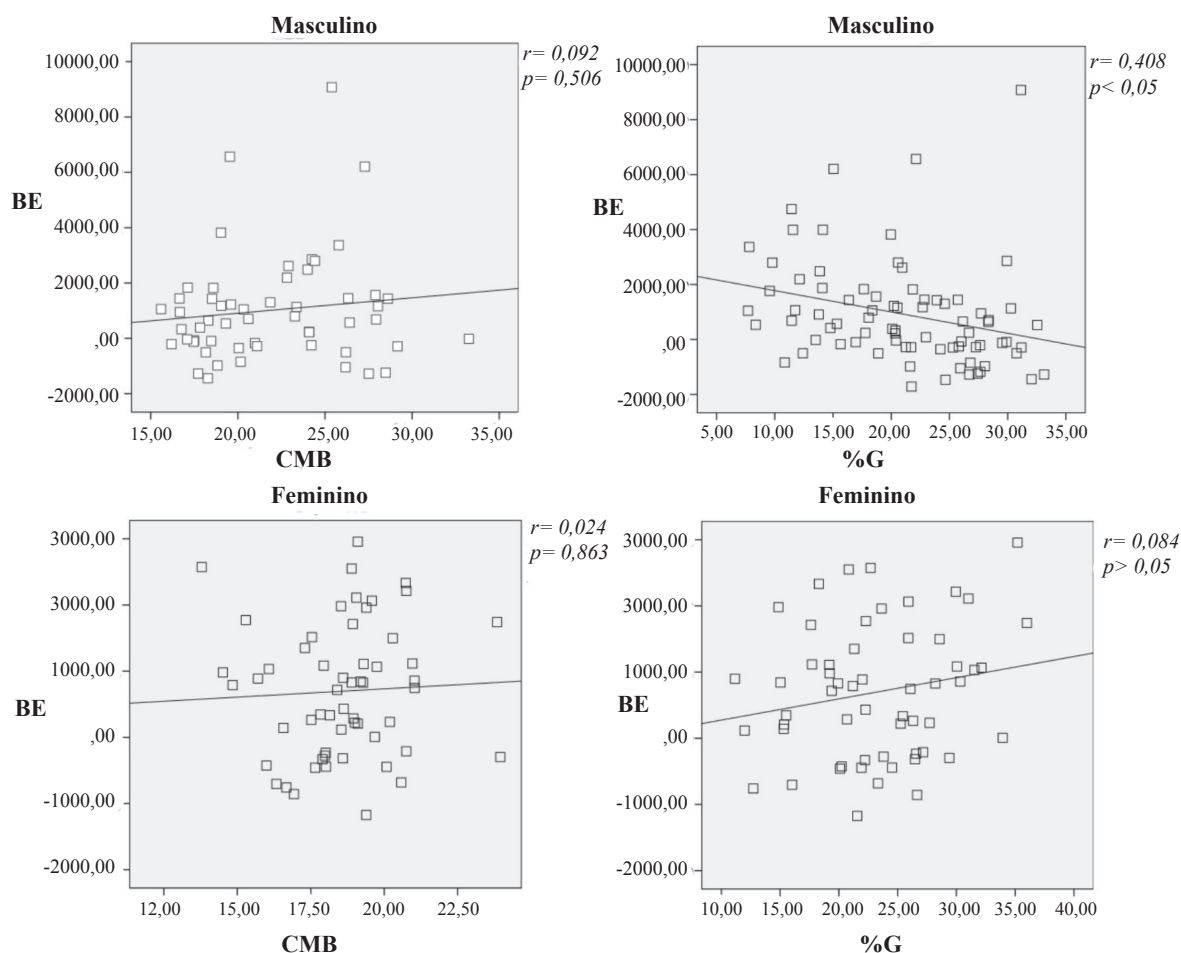 Masculino
r= 0,092
p= 0,506
10000,00
8000,00
6000,00
BE
4000,00
2000,00
,00
-2000,00
15,00 20,00 25,00 30,00 35,00
CMB
Masculino
r= 0,408
p< 0,05
10000,00
8000,00
6000,00
BE
4000,00
2000,00
,00
-2000,00
5,00 10,00 15,00 20,00 25,00 30,00 35,00
%G
Feminino
r= 0,024
p= 0,863
3000,00
3000,00
1000,00
BE
,00
-1000,00
-2000,00
12,00 15,00 17,50 20,00 22,50
CMB
Feminino
r= 0,084
p> 0,05
3000,00
3000,00
1000,00
BE
,00
-1000,00
-2000,00
10,00 15,00 20,00 25,00 30,00 35,00 40,00
%G